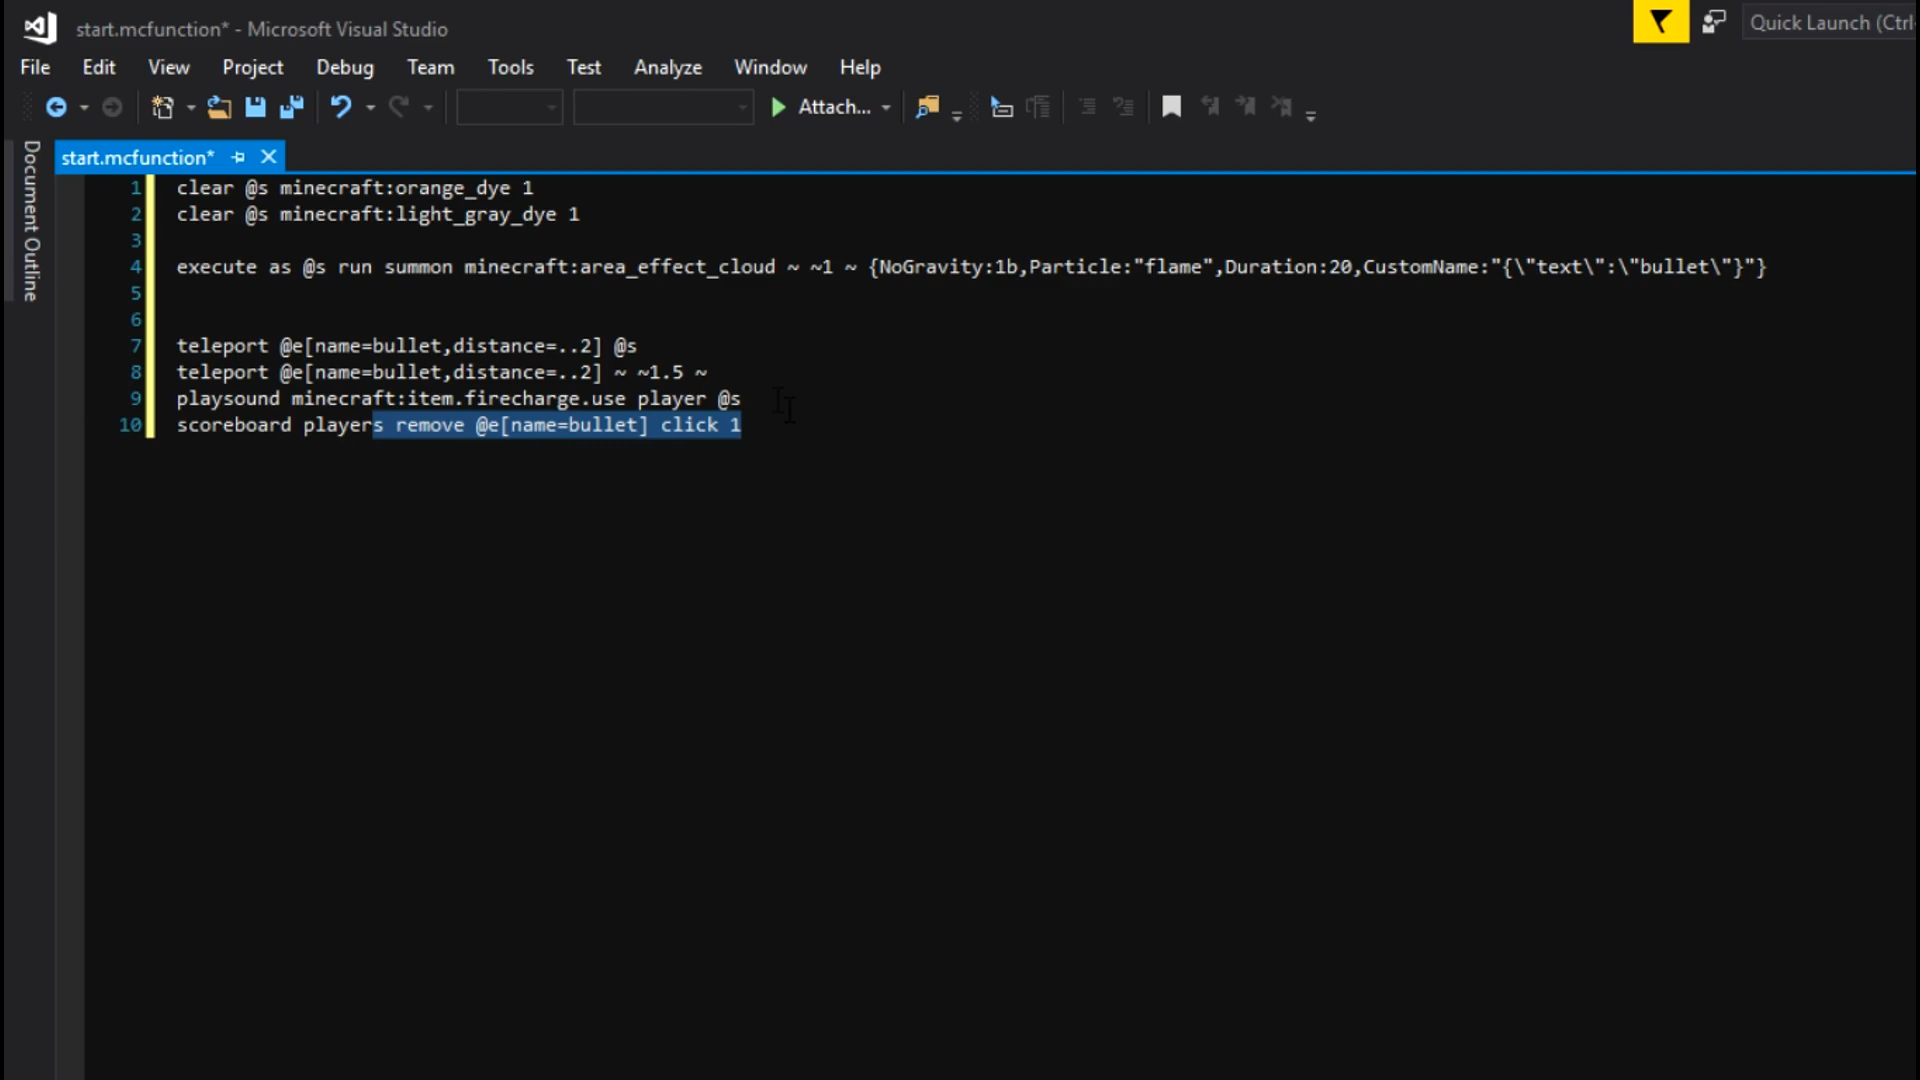 start.mcfunction* - Microsoft Visual Studio
Quick Launch (Ctrl
File Edit View Project Debug Team Tools Test Analyze Window Help
Attach...
Document Outline
start.mcfunction*
1 clear @s minecraft:orange_dye 1
2 clear @s minecraft:light_gray_dye 1
3
4 execute as @s run summon minecraft:area_effect_cloud ~ ~1 ~ {NoGravity:1b,Particle:"flame",Duration:20,CustomName:"{\"text\":\"bullet\"}"}
5
6
7 teleport @e[name=bullet,distance=..2] @s
8 teleport @e[name=bullet,distance=..2] ~ ~1.5 ~
9 playsound minecraft:item.firecharge.use player @s
10 scoreboard players remove @e[name=bullet] click 1